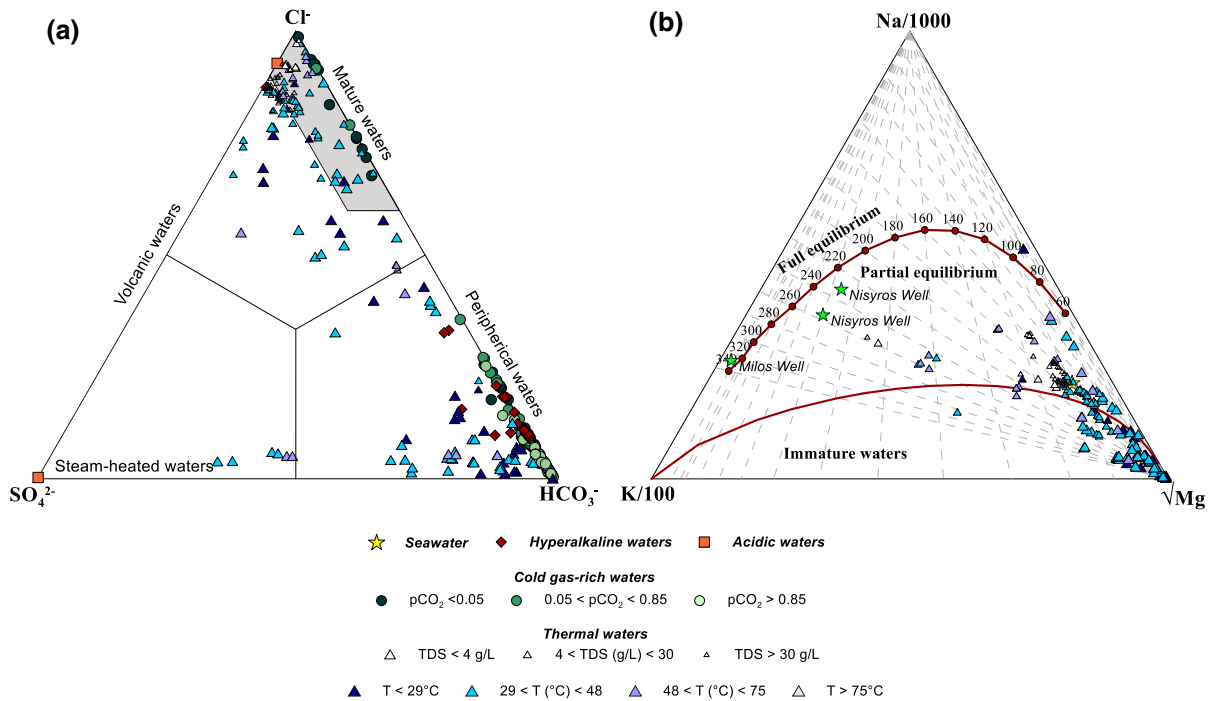 (a)
Cl-
Mature waters
Volcanic waters
Peripherical waters
Steam-heated waters
SO₄²⁻
HCO₃⁻
(b)
Na/1000
Full equilibrium
160
140
180
120
200
100
220
80
240
Partial equilibrium
260
60
280
300
320
340
Nisyros Well
Nisyros Well
Milos Well
Immature waters
K/100
√Mg
Seawater
Hyperalkaline waters
Acidic waters
Cold gas-rich waters
pCO₂ <0.05
0.05 < pCO₂ < 0.85
pCO₂ > 0.85
Thermal waters
TDS < 4 g/L
4 < TDS (g/L) < 30
TDS > 30 g/L
T < 29°C
29 < T (°C) < 48
48 < T (°C) < 75
T > 75°C